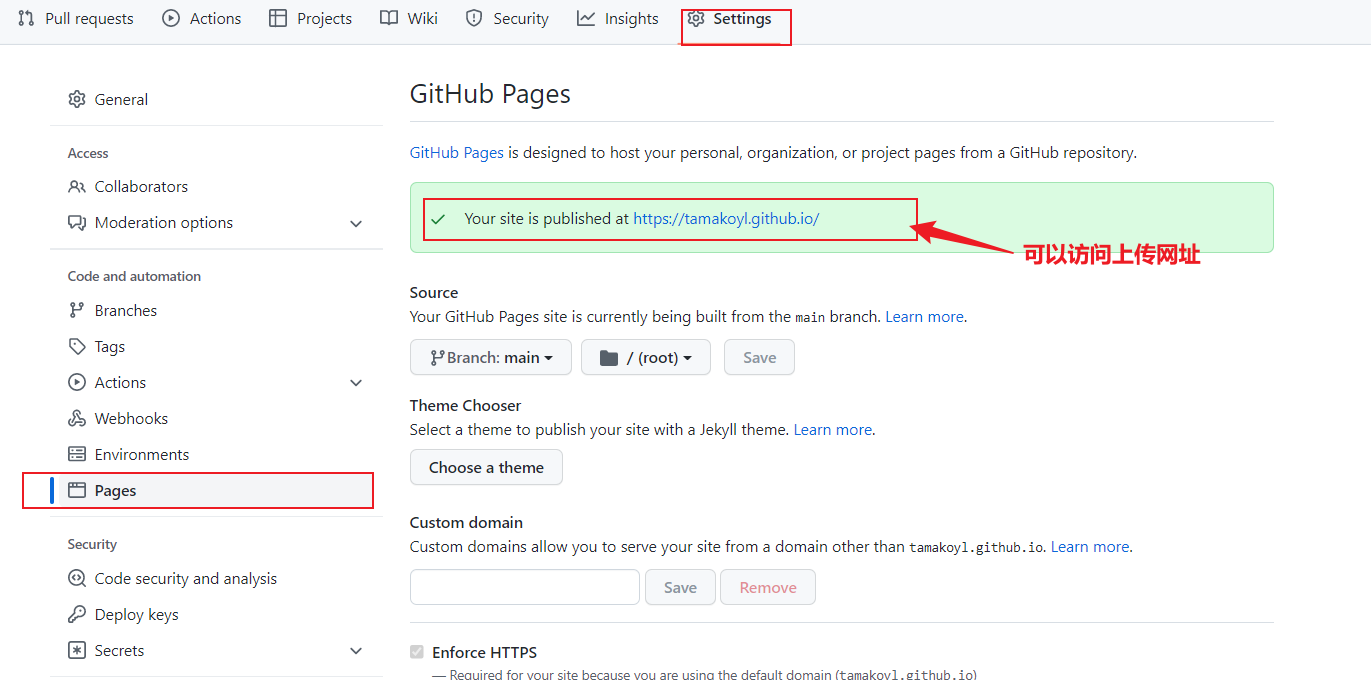 Pull requests Actions Projects Wiki Security Insights Settings
General
Access
Collaborators
Moderation options
Code and automation
Branches
Tags
Actions
Webhooks
Environments
Pages
Security
Code security and analysis
Deploy keys
Secrets
GitHub Pages
GitHub Pages is designed to host your personal, organization, or project pages from a GitHub repository.
Your site is published at https://tamakoyl.github.io/
可以访问上传网址
Source
Your GitHub Pages site is currently being built from the main branch. Learn more.
Branch: main / (root) Save
Theme Chooser
Select a theme to publish your site with a Jekyll theme. Learn more.
Choose a theme
Custom domain
Custom domains allow you to serve your site from a domain other than tamakoyl.github.io. Learn more.
Save Remove
Enforce HTTPS
— Required for your site because you are using the default domain (tamakoyl.github.io)